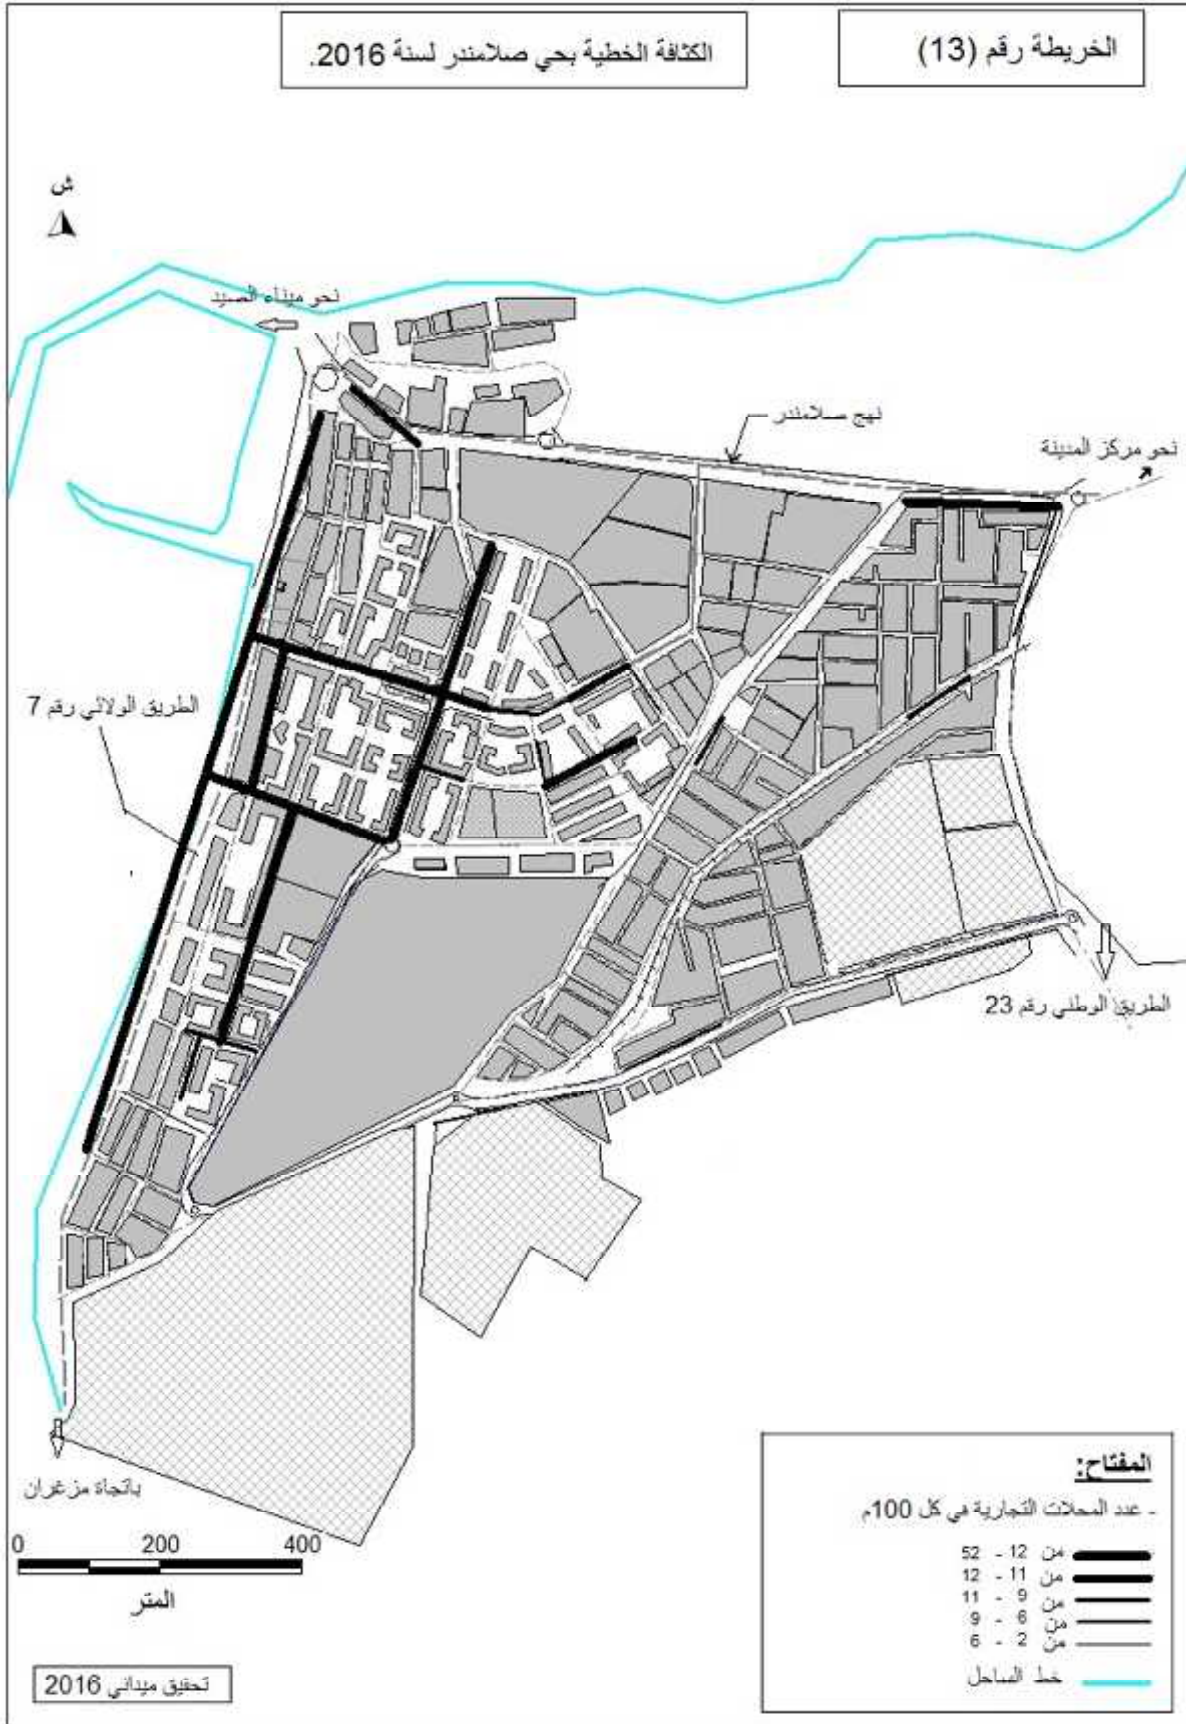 الخريطة رقم (13)
الكثافة الخطية بحي صلامندر لسنة 2016.
ش
نحو ميناء الصيد
نهج صلامندر
نحو مركز المدينة
الطريق الولائي رقم 7
الطريق الوطني رقم 23
باتجاة مزغران
0 200 400
المتر
تحقيق ميداني 2016
المفتاح:
- عدد المحلات التجارية في كل 100م
من 12 - 52
من 11 - 12
من 9 - 11
من 6 - 9
من 2 - 6
خط الساحل